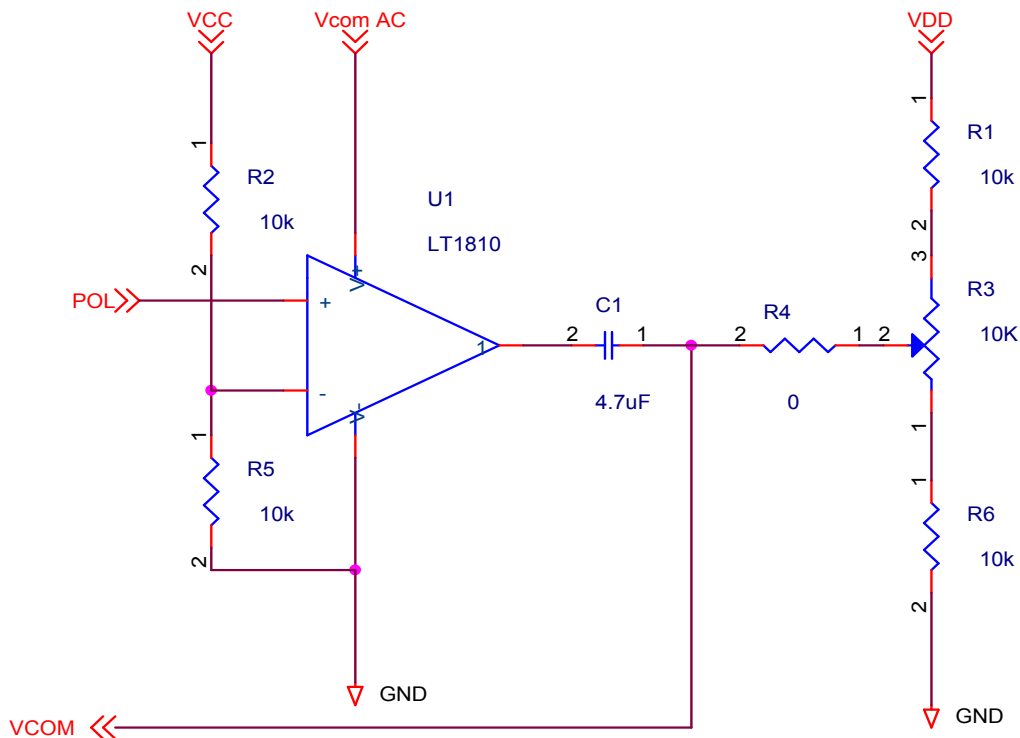 VCC
Vcom AC
VDD
1
R2
10k
2
POL
+
-
V+
V-
1
U1
LT1810
1
R5
10k
2
GND
2
C1
1
4.7uF
2
R4
1
0
2
1
R1
10k
2
3
R3
10K
1
1
R6
10k
2
GND
VCOM